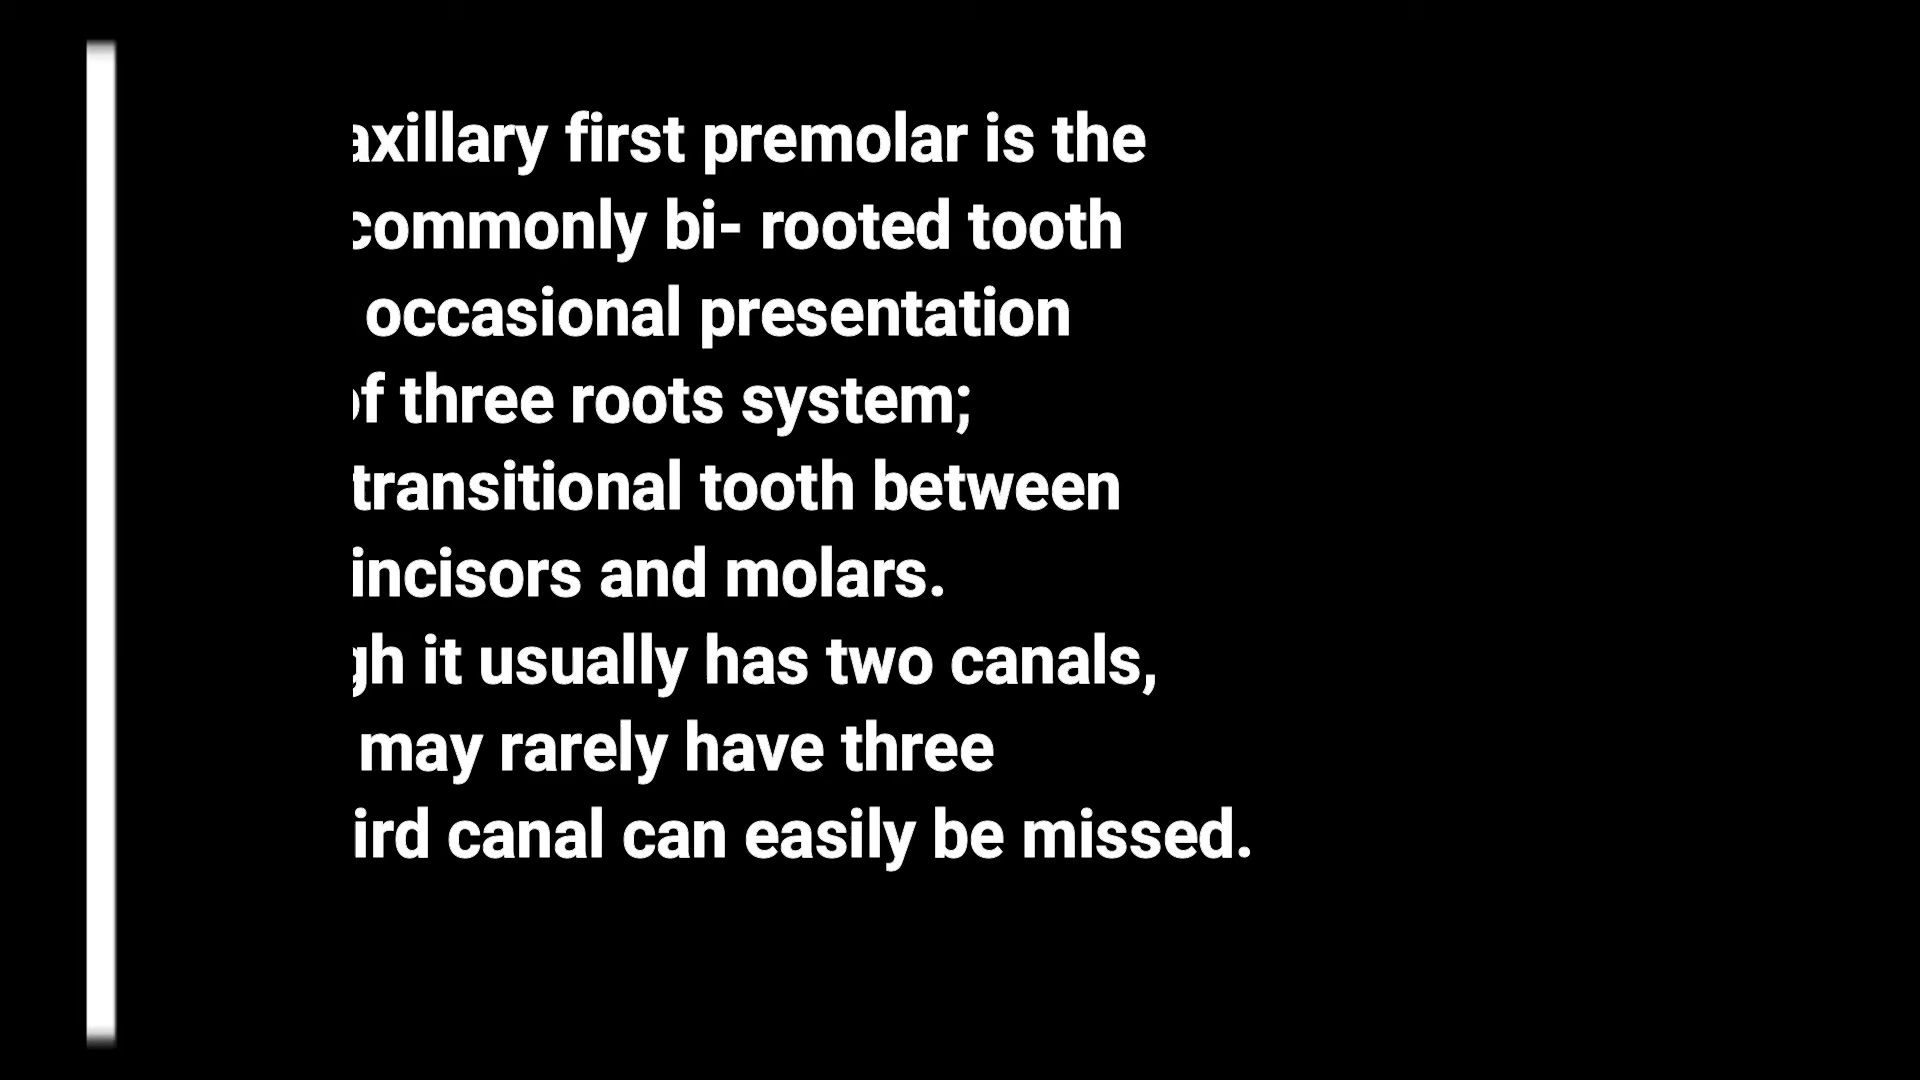 axillary first premolar is the
commonly bi- rooted tooth
occasional presentation
of three roots system;
transitional tooth between
incisors and molars.
gh it usually has two canals,
may rarely have three
ird canal can easily be missed.